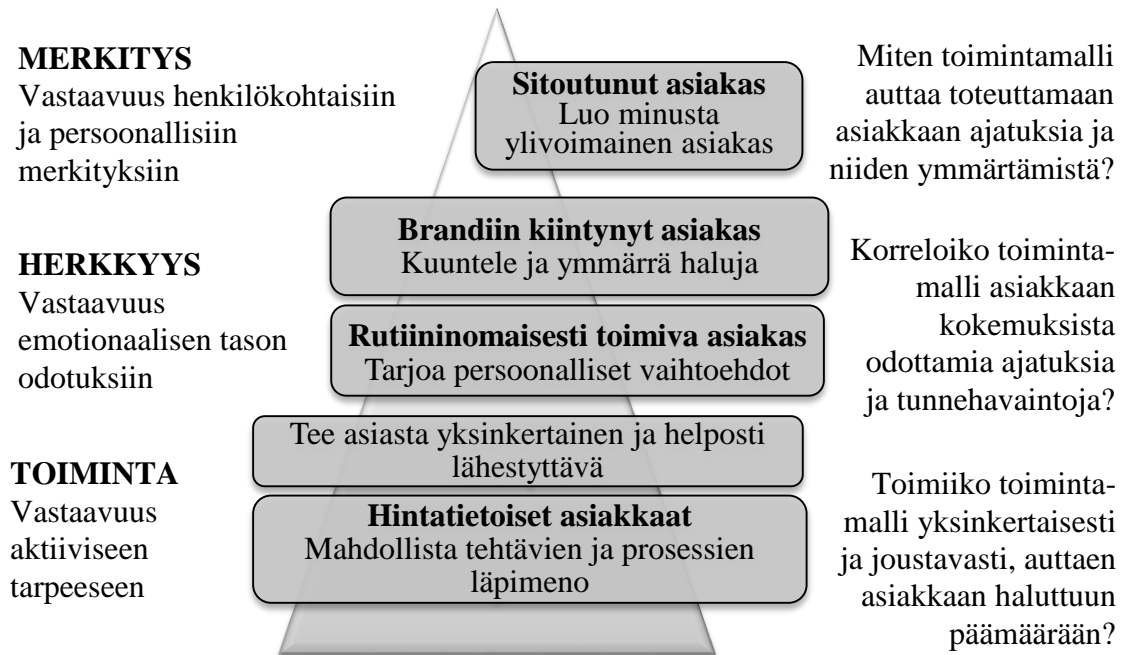 MERKITYS
Vastaavuus henkilökohtaisiin
ja persoonallisiin
merkityksiin
Sitoutunut asiakas
Luo minusta
ylivoimainen asiakas
Miten toimintamalli
auttaa toteuttamaan
asiakkaan ajatuksia ja
niiden ymmärtämistä?
HERKKYYS
Vastaavuus
emotionaalisen tason
odotuksiin
Brandiin kiintynyt asiakas
Kuuntele ja ymmärrä haluja
Rutiininomaisesti toimiva asiakas
Tarjoa persoonalliset vaihtoehdot
Korreloiko toiminta-
malli asiakkaan
kokemuksista
odottamia ajatuksia
ja tunnehavaintoja?
TOIMINTA
Vastaavuus
aktiiviseen
tarpeeseen
Tee asiasta yksinkertainen ja helposti
lähestyttävä
Hintatietoiset asiakkaat
Mahdollista tehtävien ja prosessien
läpimeno
Toimiiko toiminta-
malli yksinkertaisesti
ja joustavasti, auttaen
asiakkaan haluttuun
päämäärään?